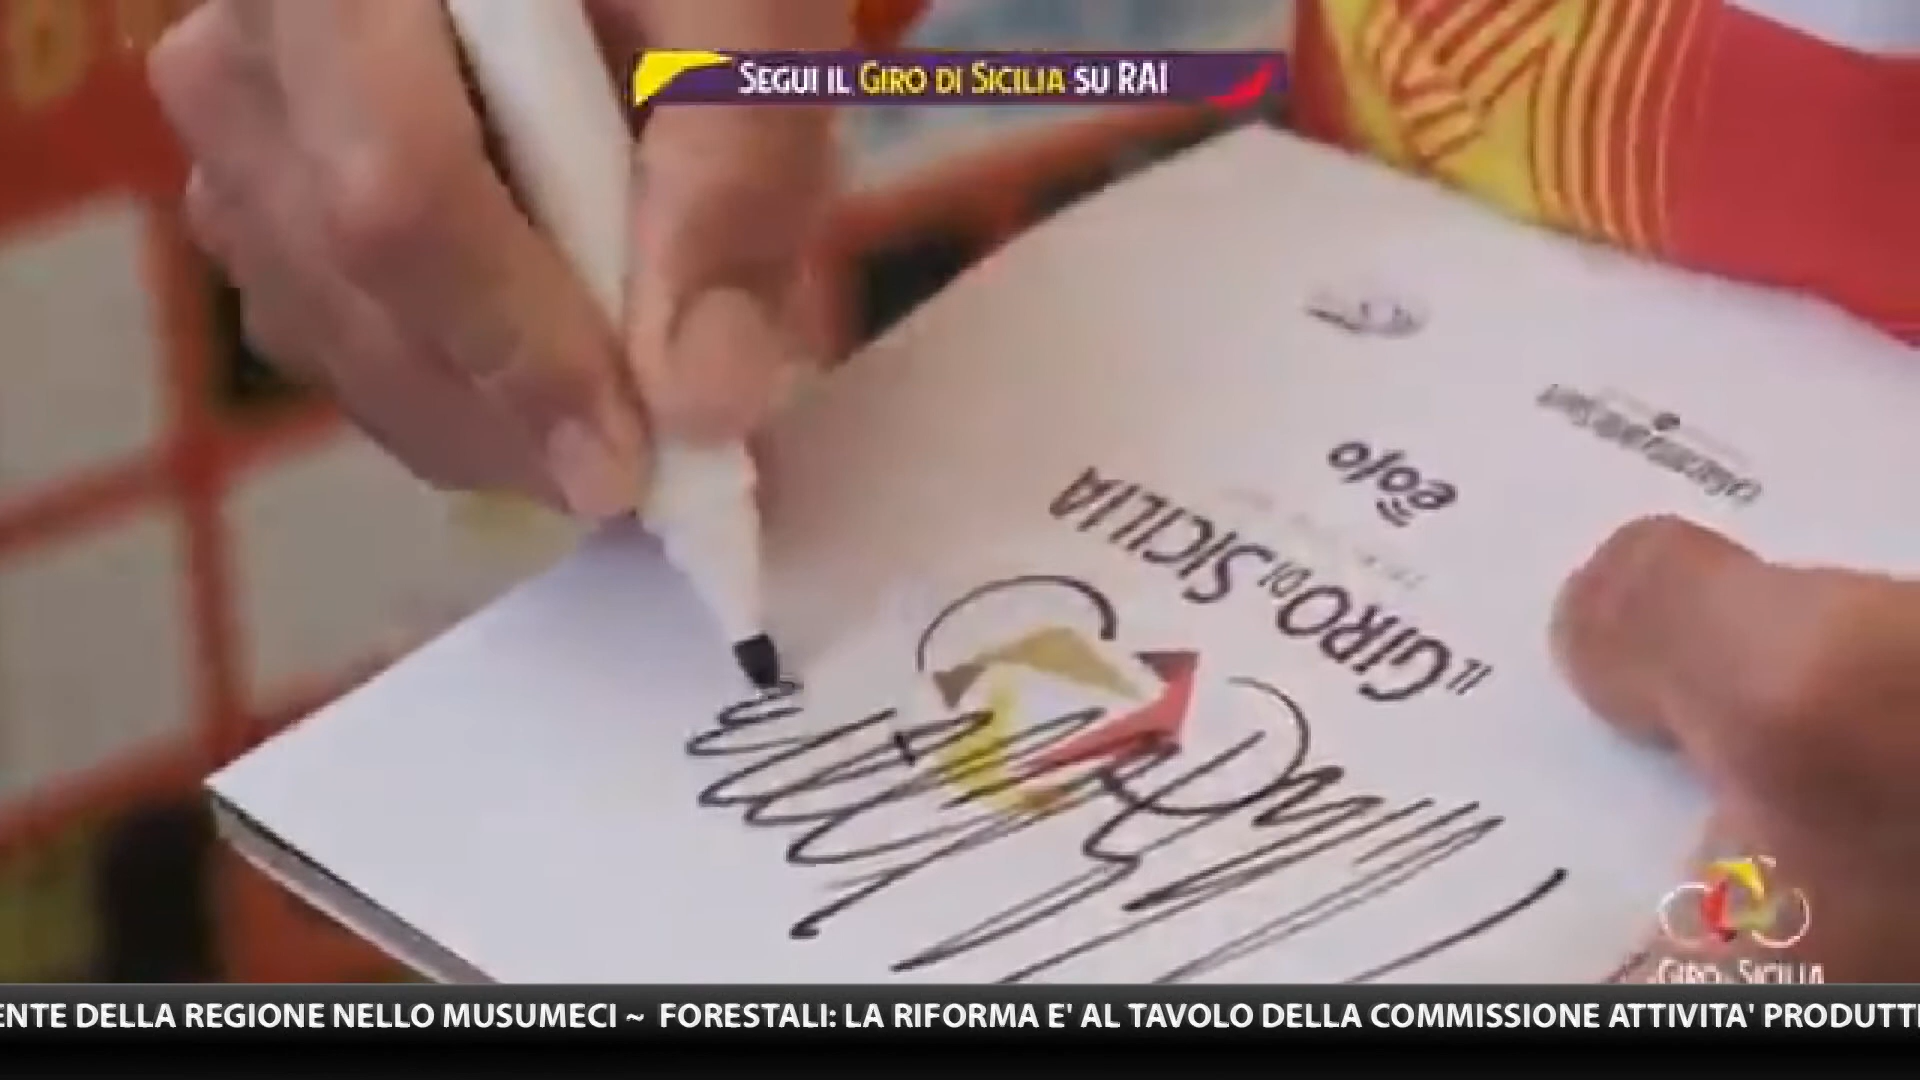 SEGUI IL GIRO DI SICILIA SU RAI
eolo
IL GIRO DI SICILIA
GIRO DI SICILIA
ENTE DELLA REGIONE NELLO MUSUMECI ~ FORESTALI: LA RIFORMA E' AL TAVOLO DELLA COMMISSIONE ATTIVITA' PRODUTTI